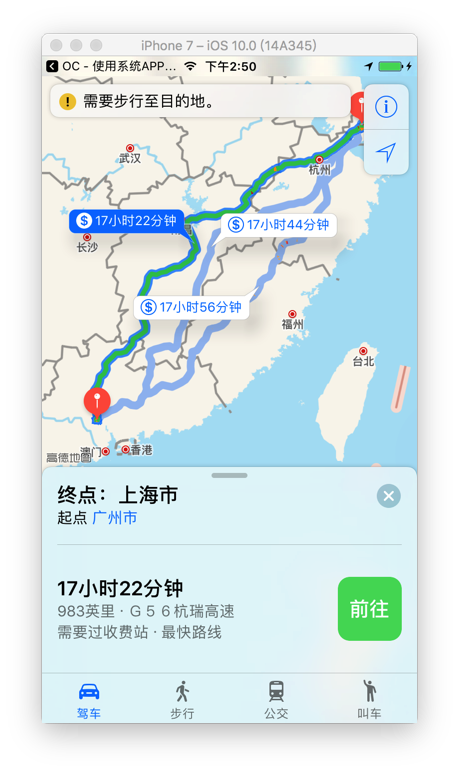 iPhone 7 – iOS 10.0 (14A345)
OC - 使用系统APP... 下午2:50
需要步行至目的地。
武汉
杭州
17小时22分钟
17小时44分钟
长沙
17小时56分钟
福州
台北
高德地图
澳门
香港
终点：上海市
起点 广州市
17小时22分钟
983英里 · G 5 6 杭瑞高速
需要过收费站 · 最快路线
前往
驾车
步行
公交
叫车